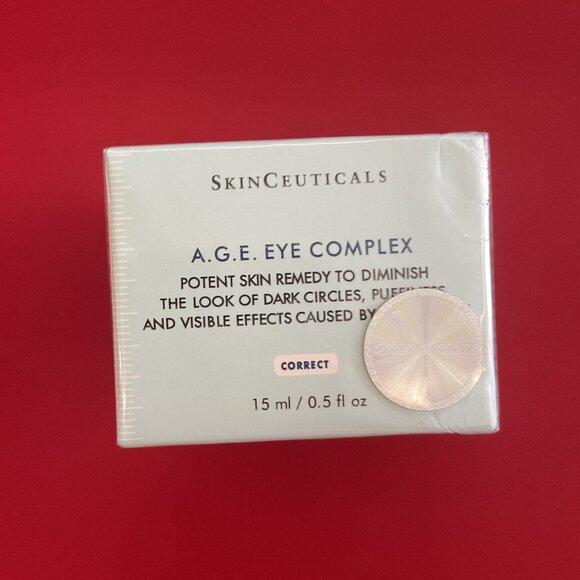 SKINCEUTICALS
A.G.E. EYE COMPLEX
POTENT SKIN REMEDY TO DIMINISH
THE LOOK OF DARK CIRCLES,
AND VISIBLE EFFECTS CAUSED BY
CORRECT
15 ml / 0.5 fl oz